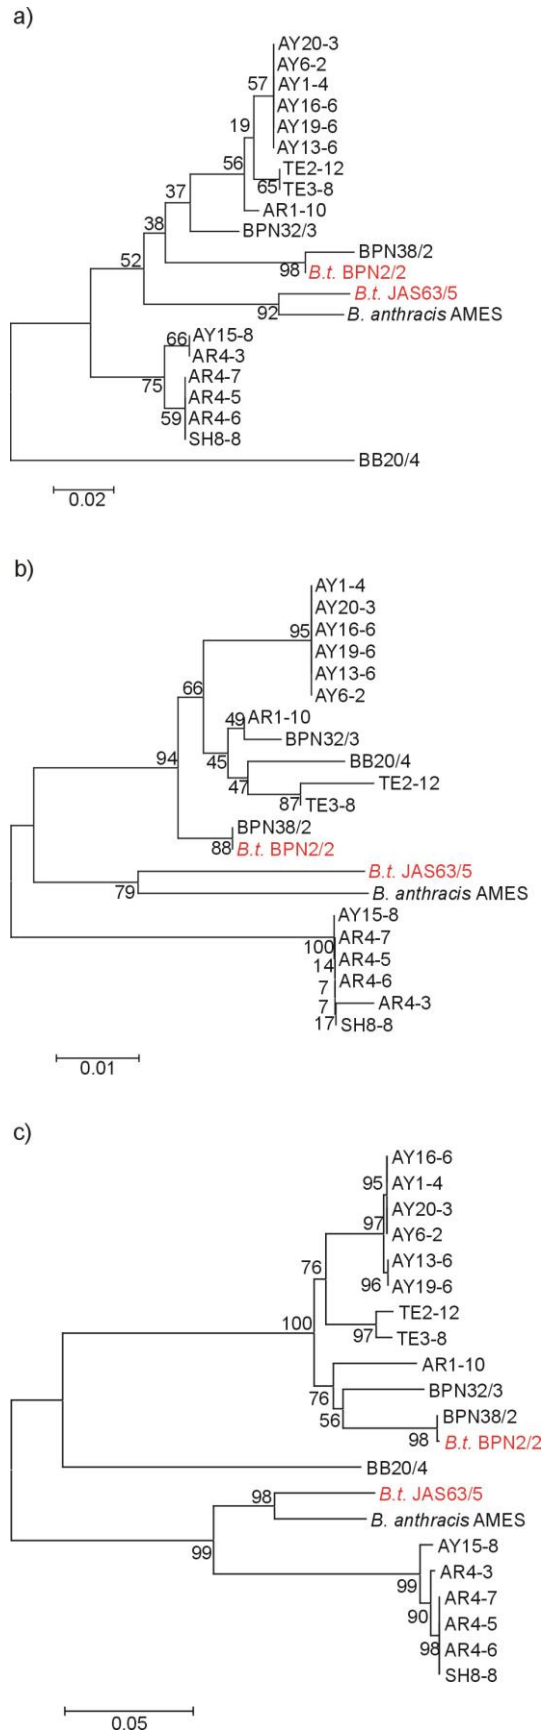 a)
AY20-3
AY6-2
57 AY1-4
AY16-6
19 AY19-6
AY13-6
56 TE2-12
65 TE3-8
37 AR1-10
38 BPN32/3
52 BPN38/2
98 B.t. BPN2/2
B.t. JAS63/5
92 B. anthracis AMES
66 AY15-8
AR4-3
75 AR4-7
AR4-5
59 AR4-6
SH8-8
BB20/4
0.02
b)
AY1-4
AY20-3
95 AY16-6
AY19-6
AY13-6
66 AY6-2
49 AR1-10
94 45 BPN32/3
BB20/4
47 TE2-12
87 TE3-8
BPN38/2
88 B.t. BPN2/2
B.t. JAS63/5
79 B. anthracis AMES
AY15-8
100 AR4-7
14 AR4-5
7 AR4-6
7 AR4-3
17 SH8-8
0.01
c)
AY16-6
95 AY1-4
AY20-3
97 AY6-2
76 AY13-6
96 AY19-6
100 TE2-12
97 TE3-8
AR1-10
76 BPN32/3
56 BPN38/2
98 B.t. BPN2/2
BB20/4
98 B.t. JAS63/5
B. anthracis AMES
99 AY15-8
99 AR4-3
90 AR4-7
AR4-5
98 AR4-6
SH8-8
0.05